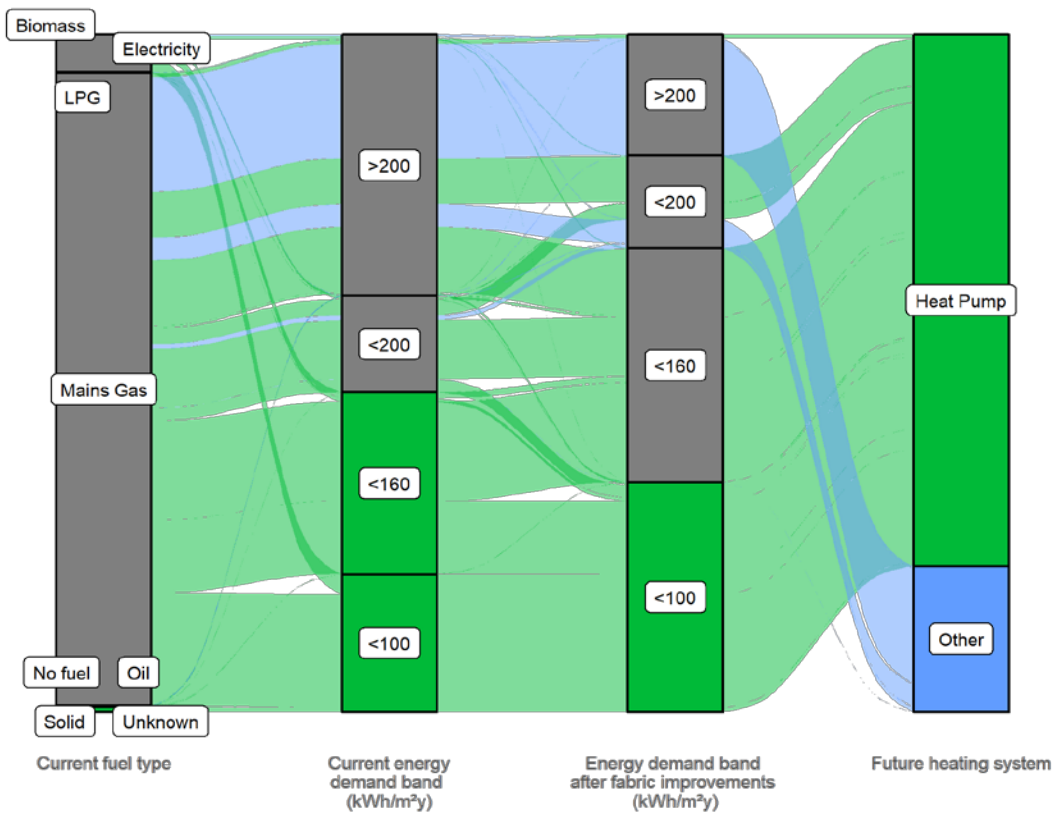 Biomass
Electricity
LPG
Mains Gas
No fuel
Oil
Solid
Unknown
>200
<200
<160
<100
>200
<200
<160
<100
Heat Pump
Other
Current fuel type
Current energy
demand band
(kWh/m²y)
Energy demand band
after fabric improvements
(kWh/m²y)
Future heating system